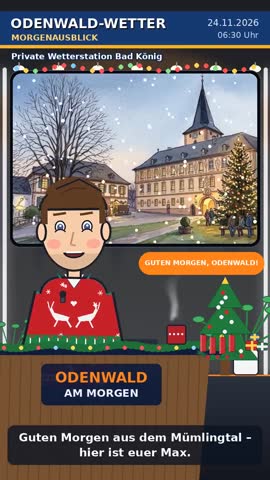 ODENWALD-WETTER
24.11.2026
MORGENAUSBLICK
06:30 Uhr
Private Wetterstation Bad König
GUTEN MORGEN, ODENWALD!
ODENWALD
AM MORGEN
Guten Morgen aus dem Mümlingtal –
hier ist euer Max.